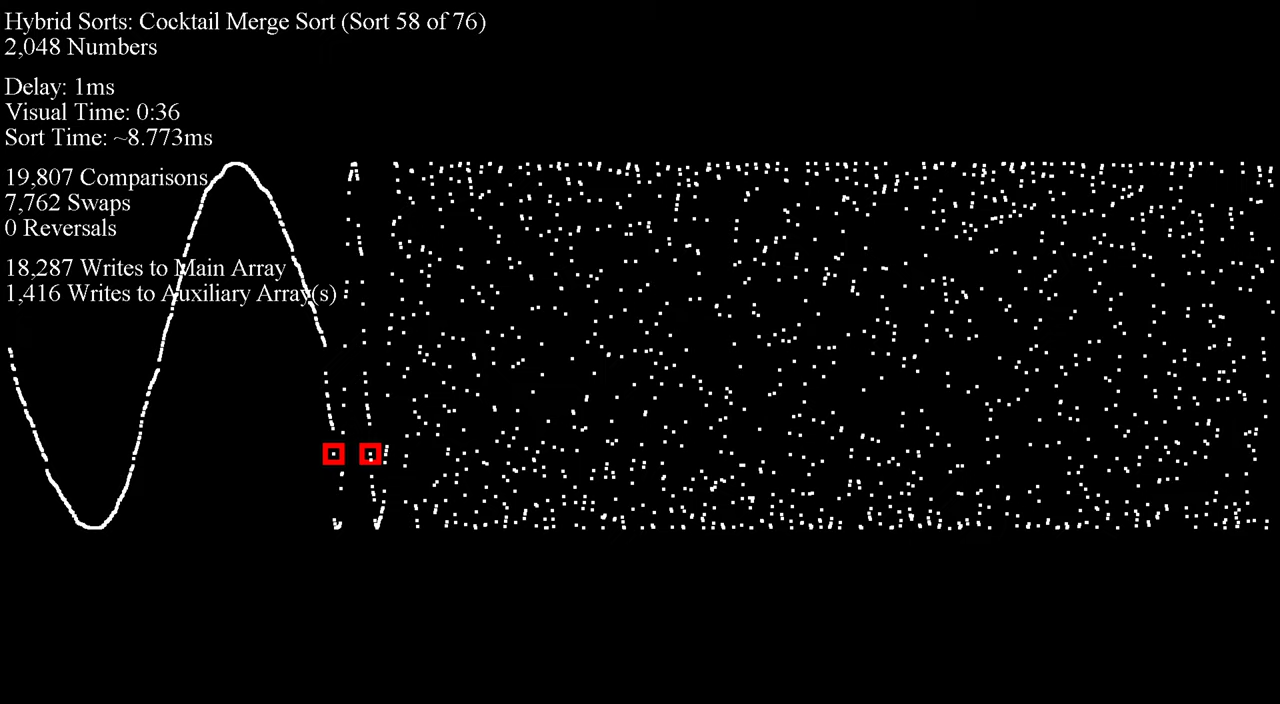 Hybrid Sorts: Cocktail Merge Sort (Sort 58 of 76)
2,048 Numbers
Delay: 1ms
Visual Time: 0:36
Sort Time: ~8.773ms
19,807 Comparisons
7,762 Swaps
0 Reversals
18,287 Writes to Main Array
1,416 Writes to Auxiliary Array(s)